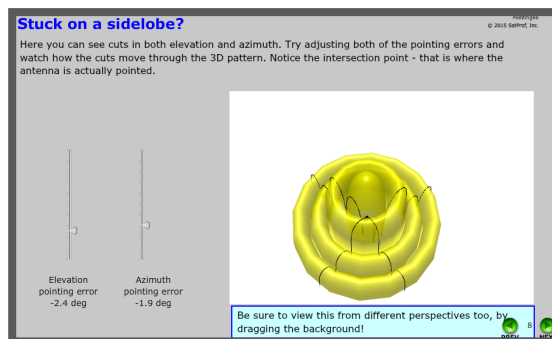 Stuck on a sidelobe?
Pointing08
© 2015 SatProf, Inc.
Here you can see cuts in both elevation and azimuth. Try adjusting both of the pointing errors and
watch how the cuts move through the 3D pattern. Notice the intersection point - that is where the
antenna is actually pointed.
Elevation
pointing error
-2.4 deg
Azimuth
pointing error
-1.9 deg
Be sure to view this from different perspectives too, by
dragging the background!
8
PREV